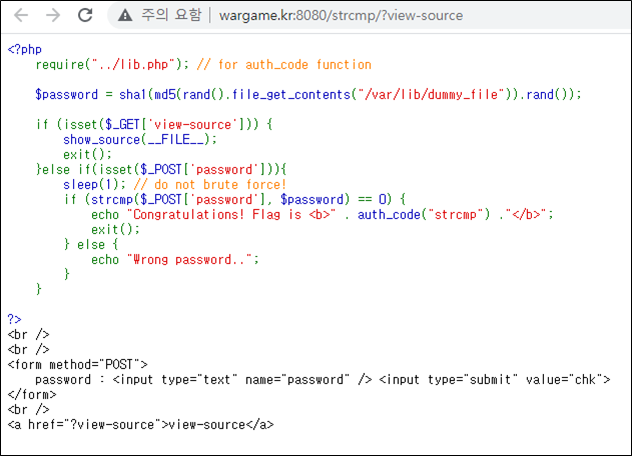 주의 요함 | wargame.kr:8080/strcmp/?view-source
<?php
    require("../lib.php"); // for auth_code function

    $password = sha1(md5(rand().file_get_contents("/var/lib/dummy_file")).rand());

    if (isset($_GET['view-source'])) {
        show_source(__FILE__);
        exit();
    }else if(isset($_POST['password'])){
        sleep(1); // do not brute force!
        if (strcmp($_POST['password'], $password) == 0) {
            echo "Congratulations! Flag is <b>" . auth_code("strcmp") ."</b>";
            exit();
        } else {
            echo "Wrong password..";
        }
    }

?>
<br />
<br />
<form method="POST">
    password : <input type="text" name="password" /> <input type="submit" value="chk">
</form>
<br />
<a href="?view-source">view-source</a>